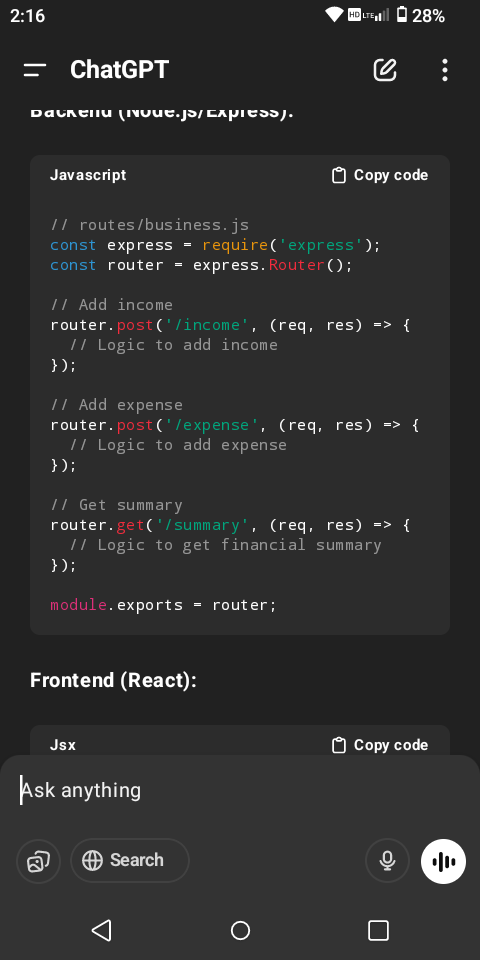 2:16
HD LTE 28%
ChatGPT
Backend (Node.js/Express):
Javascript Copy code
// routes/business.js
const express = require('express');
const router = express.Router();
// Add income
router.post('/income', (req, res) => {
  // Logic to add income
});
// Add expense
router.post('/expense', (req, res) => {
  // Logic to add expense
});
// Get summary
router.get('/summary', (req, res) => {
  // Logic to get financial summary
});
module.exports = router;
Frontend (React):
Jsx Copy code
Ask anything
Search